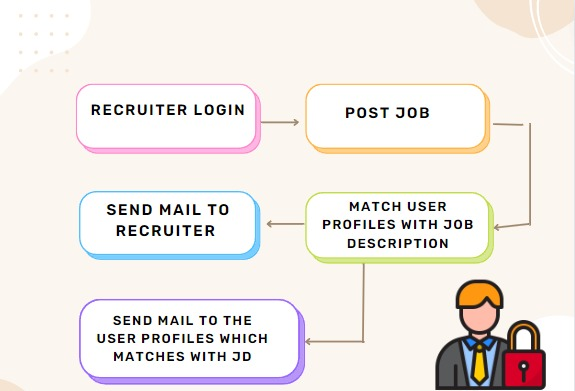 RECRUITER LOGIN
POST JOB
SEND MAIL TO
RECRUITER
MATCH USER
PROFILES WITH JOB
DESCRIPTION
SEND MAIL TO THE
USER PROFILES WHICH
MATCHES WITH JD